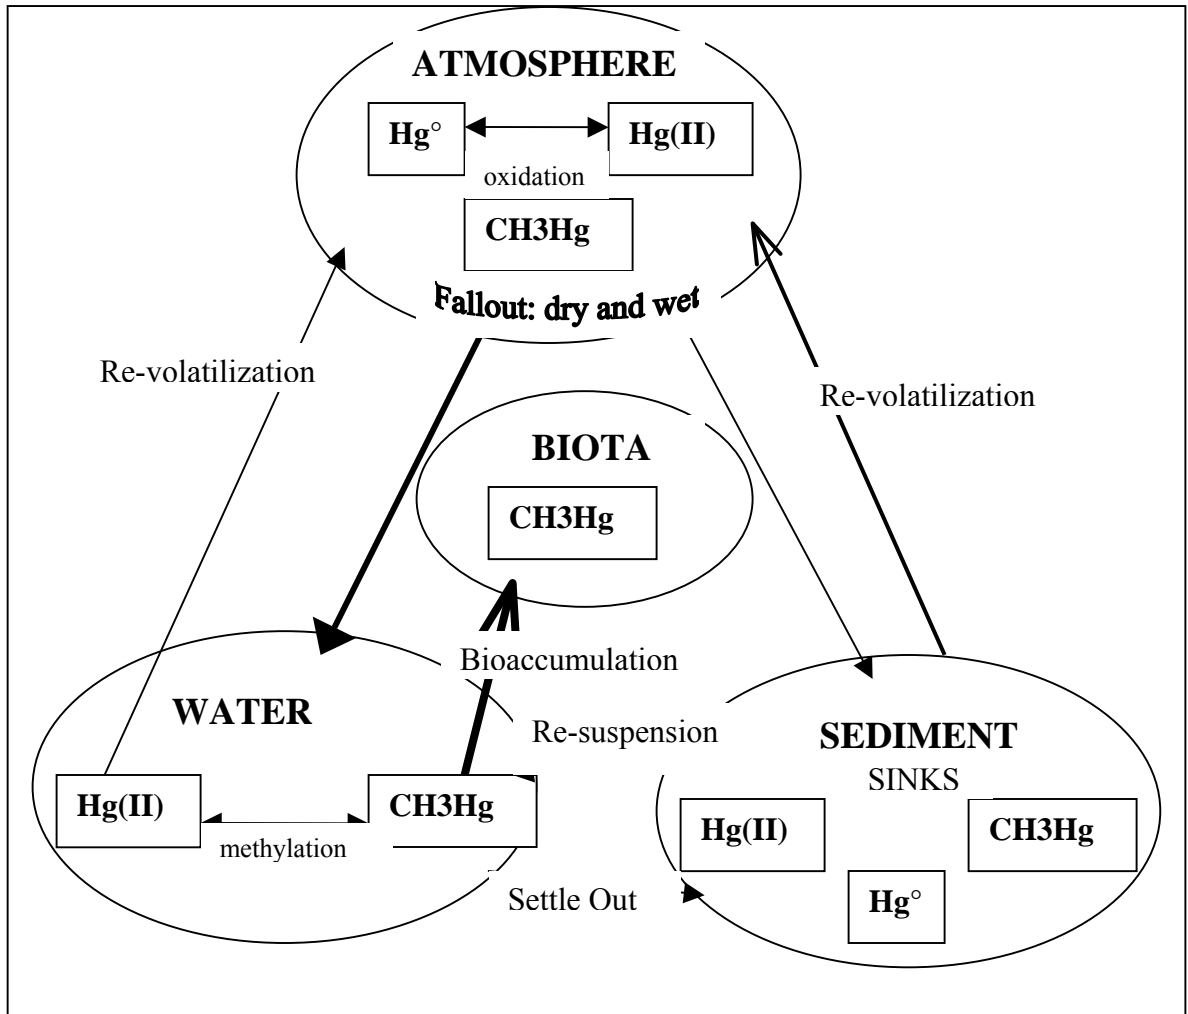 ATMOSPHERE
Hg°
Hg(II)
oxidation
CH3Hg
Fallout: dry and wet
Re-volatilization
Re-volatilization
BIOTA
CH3Hg
Bioaccumulation
WATER
Re-suspension
SEDIMENT
SINKS
Hg(II)
CH3Hg
methylation
Hg(II)
CH3Hg
Settle Out
Hg°